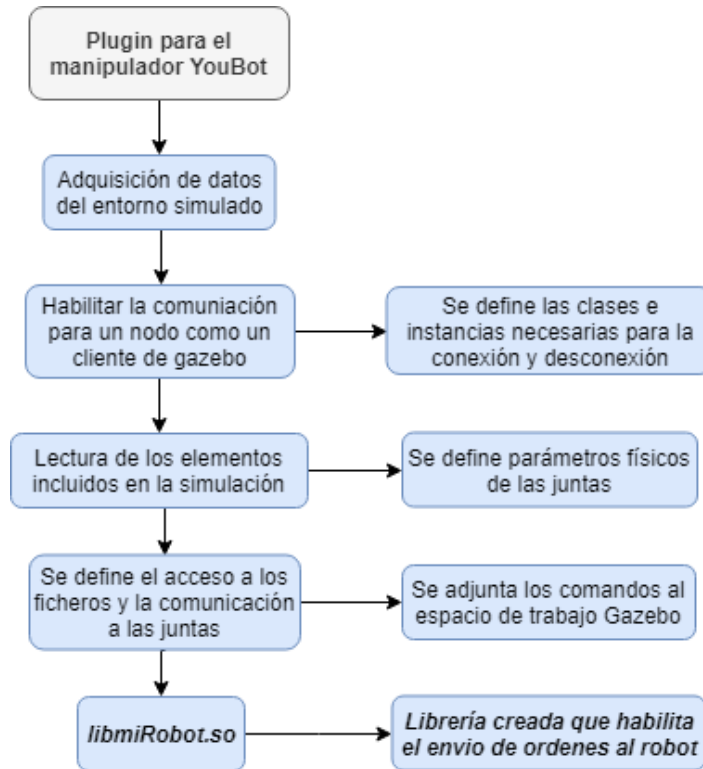 Plugin para el
manipulador YouBot
Adquisición de datos
del entorno simulado
Habilitar la comuniación
para un nodo como un
cliente de gazebo
Se define las clases e
instancias necesarias para la
conexión y desconexión
Lectura de los elementos
incluidos en la simulación
Se define parámetros físicos
de las juntas
Se define el acceso a los
ficheros y la comunicación
a las juntas
Se adjunta los comandos al
espacio de trabajo Gazebo
libmiRobot.so
Librería creada que habilita
el envio de ordenes al robot